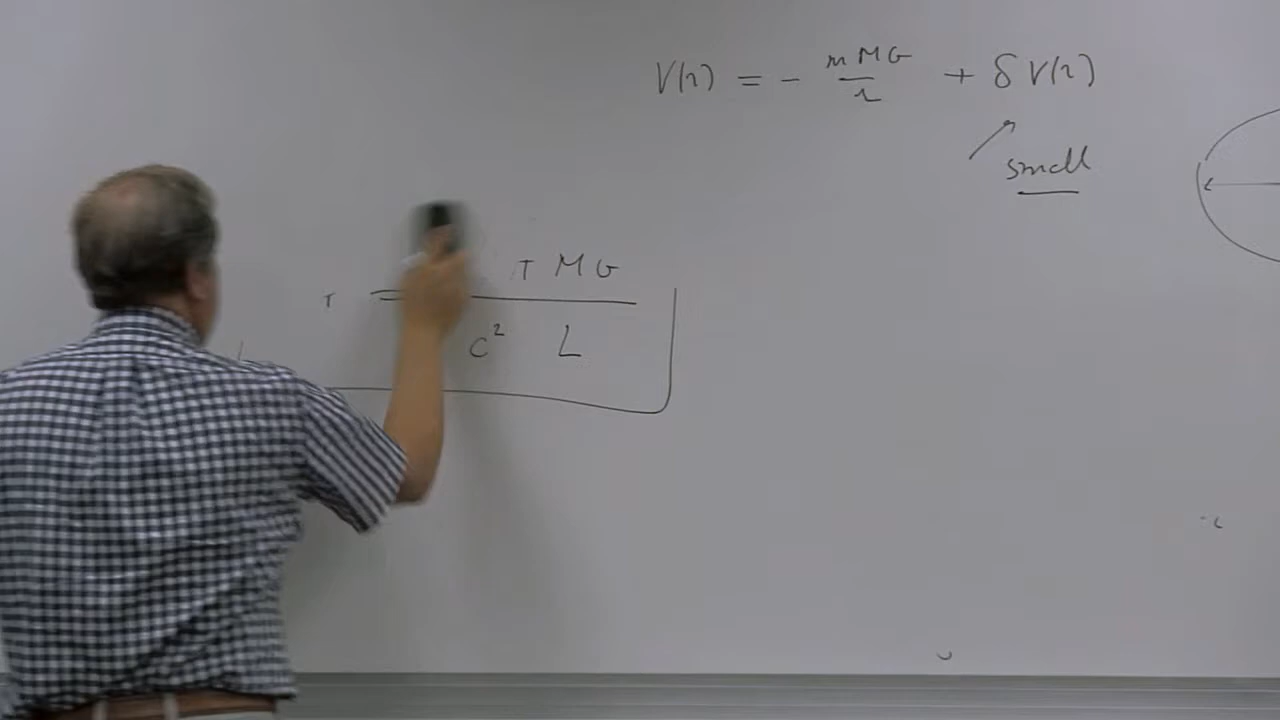 V(r) = - mMG/r + δV(r)
small
π MG
= ———
c² L